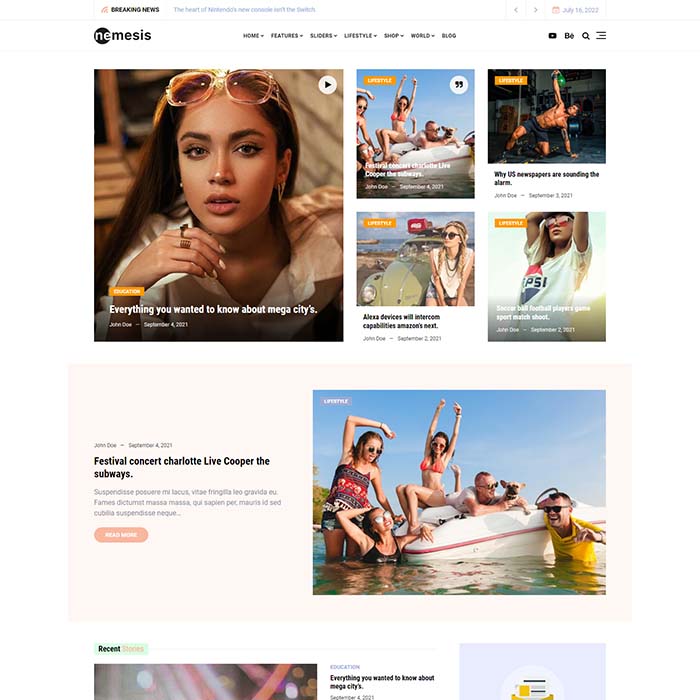 BREAKING NEWS
The heart of Nintendo's new console isn't the Switch
July 16, 2022
nemesis
HOME
FEATURES
SLIDERS
LIFESTYLE
SHOP
WORLD
BLOG
Bē
EDUCATION
Everything you wanted to know about mega city's.
John Doe — September 4, 2021
LIFESTYLE
Festival concert charlotte Live
Cooper the subways.
John Doe — September 4, 2021
LIFESTYLE
Why US newspapers are sounding the
alarm.
John Doe — September 3, 2021
LIFESTYLE
Alexa devices will intercom
capabilities amazon's next.
John Doe — September 2, 2021
LIFESTYLE
PSI
Soccer ball football players game
sport match shoot.
John Doe — September 2, 2021
John Doe — September 4, 2021
Festival concert charlotte Live Cooper the
subways.
Suspendisse posuere mi lacus, vitae fringilla leo gravida eu.
Fames dictumst massa massa, qui sapien per, mauris id sed
cubilia suspendisse neque...
READ MORE
LIFESTYLE
Recent Stories
EDUCATION
Everything you wanted to know about
mega city's.
John Doe — September 4, 2021